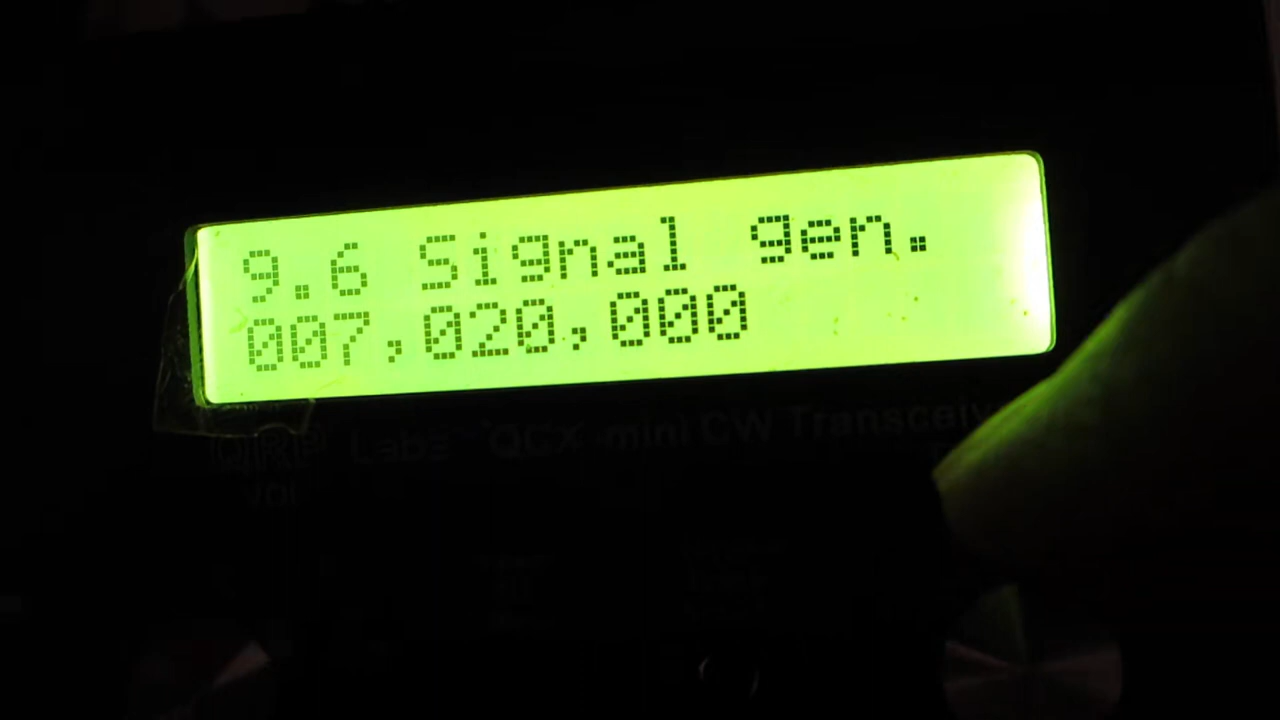 9.6 Signal gen.
007,020,000
QRP Labs QCX-mini CW Transceiv
VOL